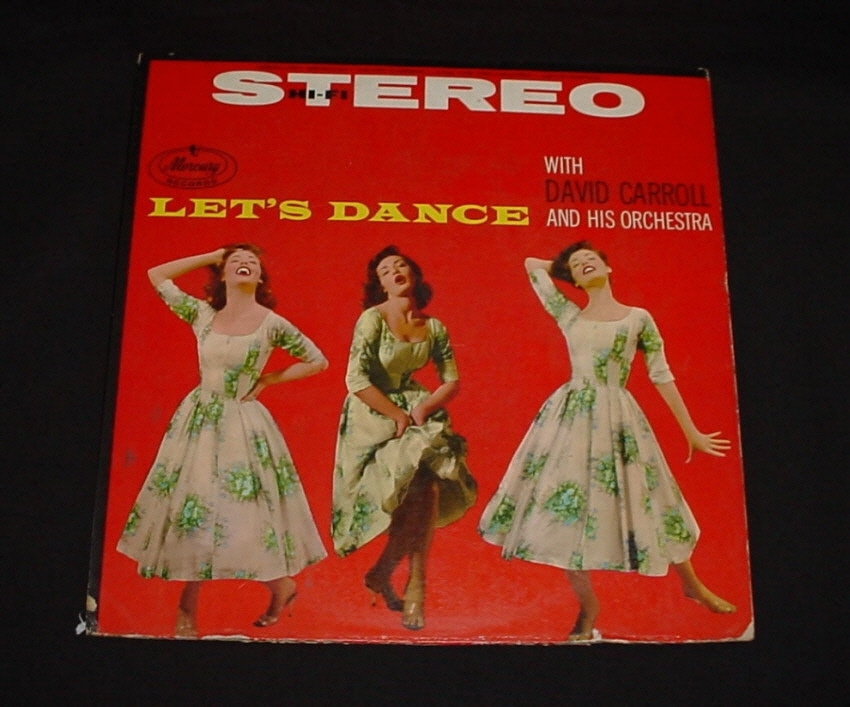 STEREO
HI-FI
Mercury
RECORDS
LET'S DANCE
WITH
DAVID CARROLL
AND HIS ORCHESTRA